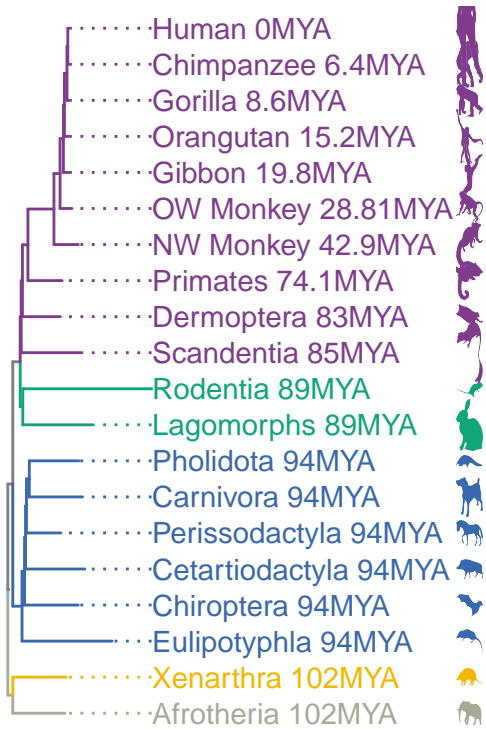 Human 0MYA
Chimpanzee 6.4MYA
Gorilla 8.6MYA
Orangutan 15.2MYA
Gibbon 19.8MYA
OW Monkey 28.81MYA
NW Monkey 42.9MYA
Primates 74.1MYA
Dermoptera 83MYA
Scandentia 85MYA
Rodentia 89MYA
Lagomorphs 89MYA
Pholidota 94MYA
Carnivora 94MYA
Perissodactyla 94MYA
Cetartiodactyla 94MYA
Chiroptera 94MYA
Eulipotyphla 94MYA
Xenarthra 102MYA
Afrotheria 102MYA